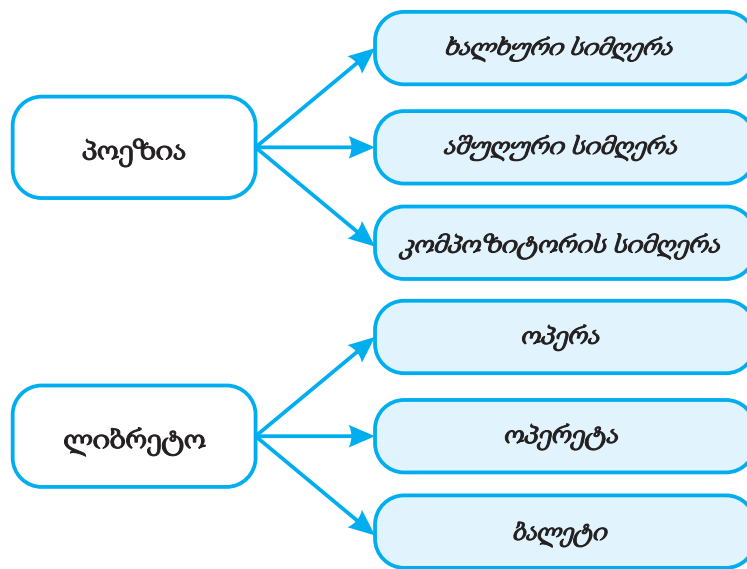 პოეზია
ხალხური სიმღერა
აშუღური სიმღერა
კომპოზიტორის სიმღერა
ლიბრეტო
ოპერა
ოპერეტა
ბალეტი